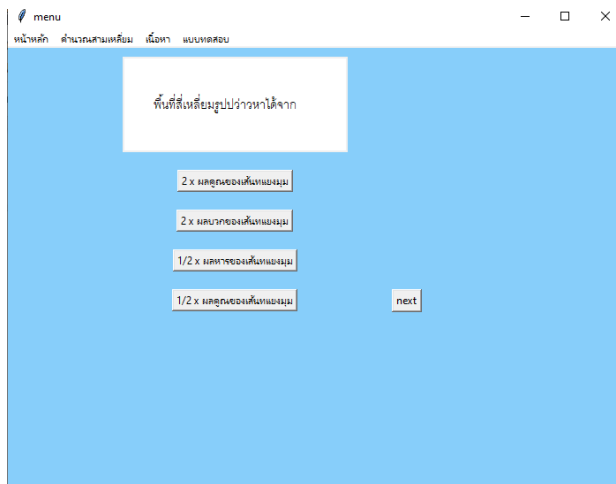 menu
หน้าหลัก คำนวณสามเหลี่ยม เนื้อหา แบบทดสอบ
พื้นที่สี่เหลี่ยมรูปปว่าวหาได้จาก
2 x ผลคูณของเส้นทแยงมุม
2 x ผลบวกของเส้นทแยงมุม
1/2 x ผลหารของเส้นทแยงมุม
1/2 x ผลคูณของเส้นทแยงมุม
next